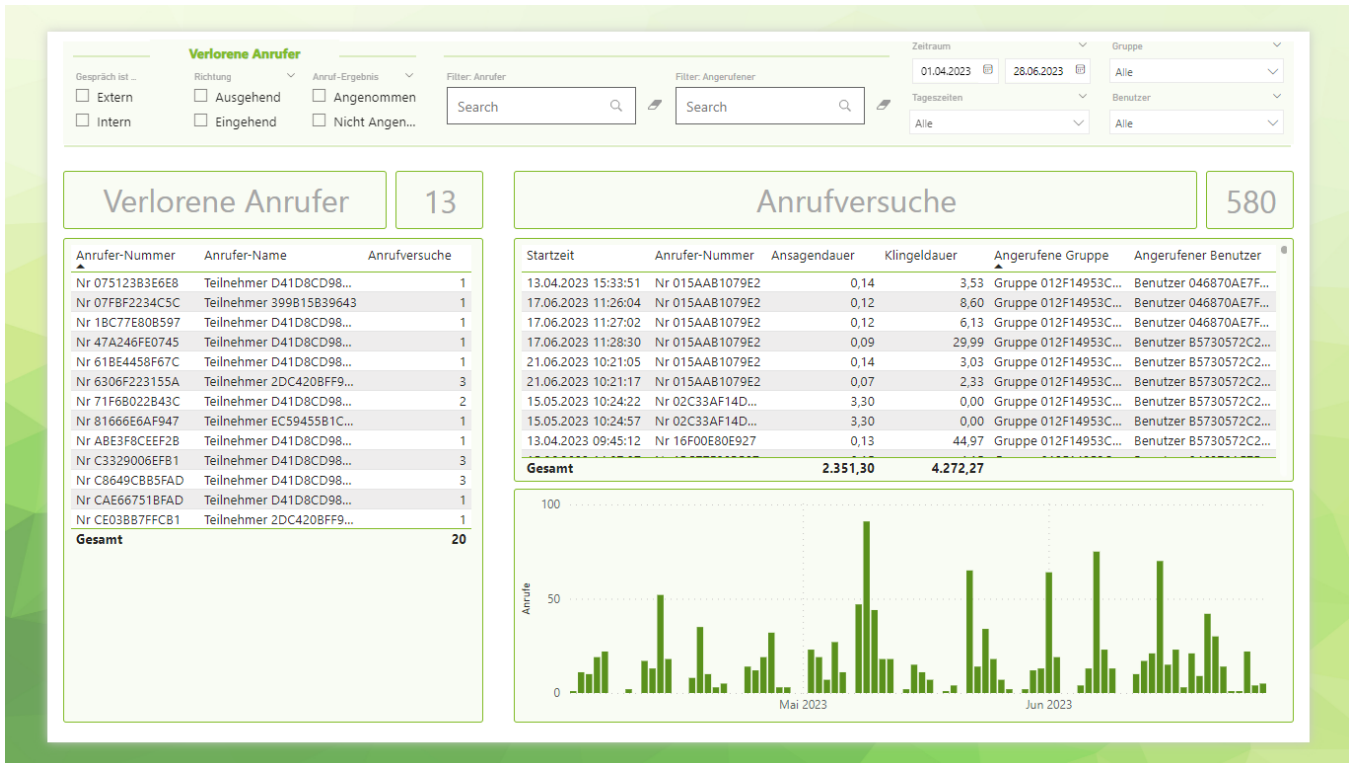 Verlorene Anrufer
Zeitraum Gruppe
Gespräch ist .. Richtung Anruf-Ergebnis Filter: Anrufer Filter: Angerufener
01.04.2023 28.06.2023 Alle
Extern Ausgehend Angenommen Search Search
Tageszeiten Benutzer
Intern Eingehend Nicht Angen... Alle Alle
Verlorene Anrufer 13 Anrufversuche 580
Anrufer-Nummer Anrufer-Name Anrufversuche
Nr 075123B3E6E8 Teilnehmer D41D8CD98... 1
Nr 07FBF2234C5C Teilnehmer 399B15B39643 1
Nr 1BC77E80B597 Teilnehmer D41D8CD98... 1
Nr 47A246FE0745 Teilnehmer D41D8CD98... 1
Nr 61BE4458F67C Teilnehmer D41D8CD98... 1
Nr 6306F223155A Teilnehmer 2DC420BFF9... 3
Nr 71F6B022B43C Teilnehmer D41D8CD98... 2
Nr 81666E6AF947 Teilnehmer EC59455B1C... 1
Nr ABE3F8CEEF2B Teilnehmer D41D8CD98... 1
Nr C3329006EFB1 Teilnehmer D41D8CD98... 3
Nr C8649CBB5FAD Teilnehmer D41D8CD98... 3
Nr CAE66751BFAD Teilnehmer D41D8CD98... 1
Nr CE03BB7FFCB1 Teilnehmer 2DC420BFF9... 1
Gesamt 20
Startzeit Anrufer-Nummer Ansagendauer Klingeldauer Angerufene Gruppe Angerufener Benutzer
13.04.2023 15:33:51 Nr 015AAB1079E2 0,14 3,53 Gruppe 012F14953C... Benutzer 046870AE7F...
17.06.2023 11:26:04 Nr 015AAB1079E2 0,12 8,60 Gruppe 012F14953C... Benutzer 046870AE7F...
17.06.2023 11:27:02 Nr 015AAB1079E2 0,12 6,13 Gruppe 012F14953C... Benutzer 046870AE7F...
17.06.2023 11:28:30 Nr 015AAB1079E2 0,09 29,99 Gruppe 012F14953C... Benutzer B5730572C2...
21.06.2023 10:21:05 Nr 015AAB1079E2 0,14 3,03 Gruppe 012F14953C... Benutzer B5730572C2...
21.06.2023 10:21:17 Nr 015AAB1079E2 0,07 2,33 Gruppe 012F14953C... Benutzer B5730572C2...
15.05.2023 10:24:22 Nr 02C33AF14D... 3,30 0,00 Gruppe 012F14953C... Benutzer B5730572C2...
15.05.2023 10:24:57 Nr 02C33AF14D... 3,30 0,00 Gruppe 012F14953C... Benutzer B5730572C2...
13.04.2023 09:45:12 Nr 16F00E80E927 0,13 44,97 Gruppe 012F14953C... Benutzer B5730572C2...
Gesamt 2.351,30 4.272,27
100
50
0
Anrufe
Mai 2023 Jun 2023